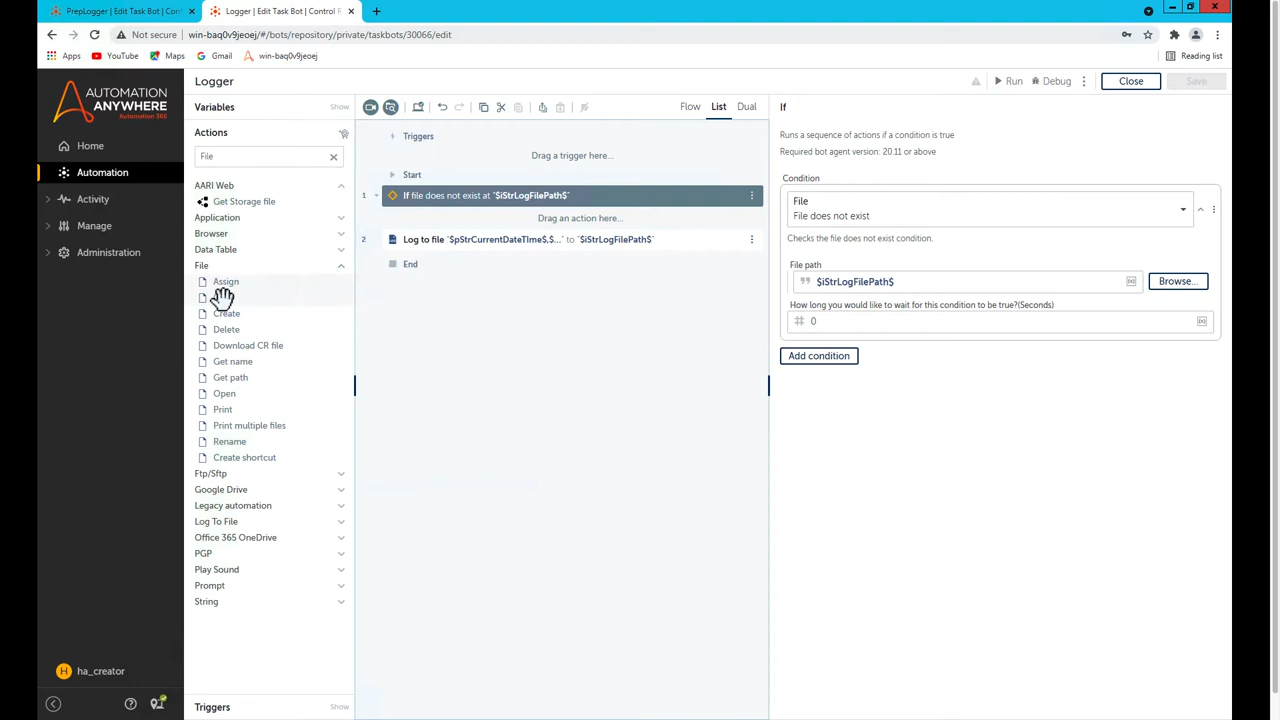 PrepLogger | Edit Task Bot | Cont
Logger | Edit Task Bot | Control R
Not secure
win-baq0v9jeoej/#/bots/repository/private/taskbots/30066/edit
Apps
YouTube
Maps
Gmail
win-baq0v9jeoej
Reading list
AUTOMATION
ANYWHERE
Automation 360
Home
Automation
Activity
Manage
Administration
ha_creator
Logger
Run
Debug
Close
Save
Variables
Show
Actions
File
AARI Web
Get Storage file
Application
Browser
Data Table
File
Assign
Create
Delete
Download CR file
Get name
Get path
Open
Print
Print multiple files
Rename
Create shortcut
Ftp/Sftp
Google Drive
Legacy automation
Log To File
Office 365 OneDrive
PGP
Play Sound
Prompt
String
Triggers
Show
Flow
List
Dual
Triggers
Drag a trigger here...
Start
1 If file does not exist at "$iStrLogFilePath$"
Drag an action here...
2 Log to file "$pStrCurrentDateTIme$,$..." to "$iStrLogFilePath$"
End
If
Runs a sequence of actions if a condition is true
Required bot agent version: 20.11 or above
Condition
File
File does not exist
Checks the file does not exist condition.
File path
$iStrLogFilePath$
Browse...
How long you would like to wait for this condition to be true?(Seconds)
0
Add condition